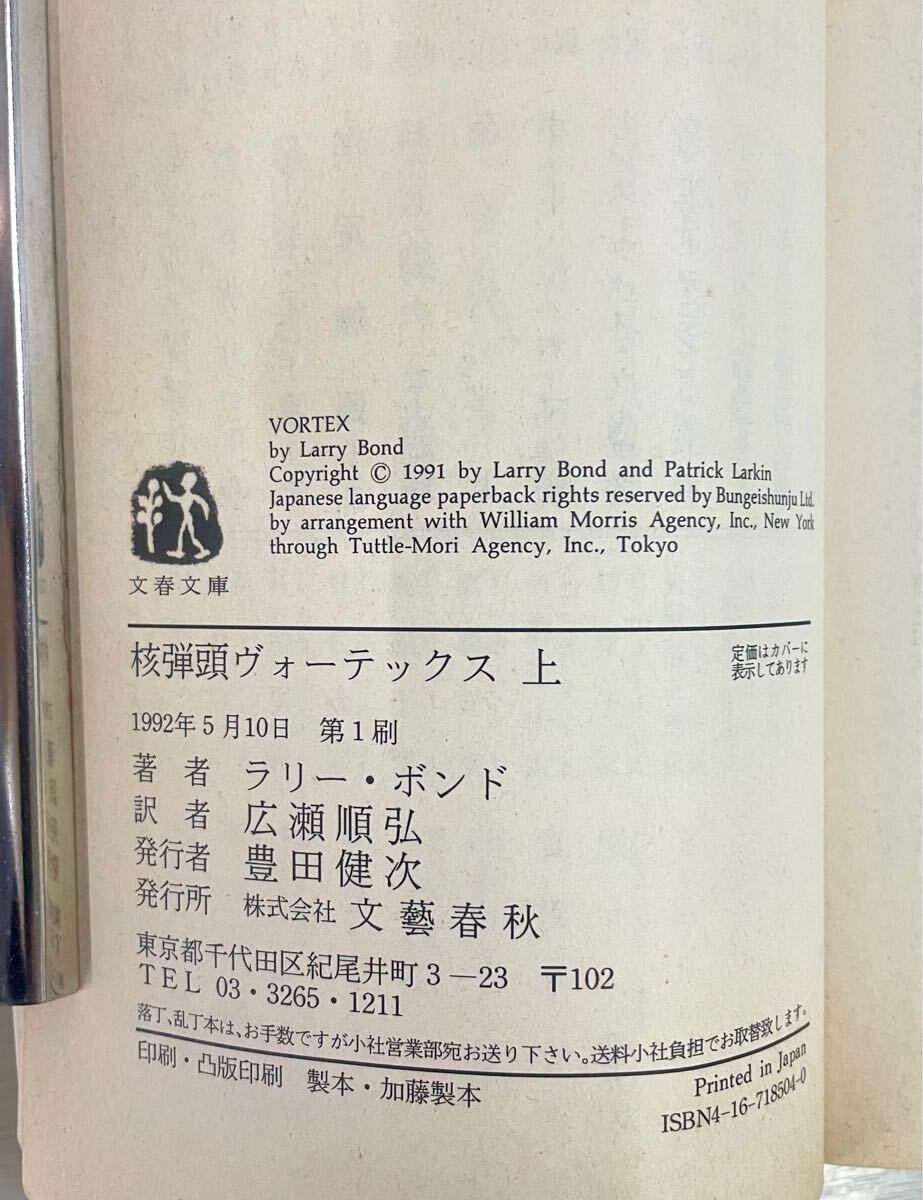 VORTEX
by Larry Bond
Copyright © 1991 by Larry Bond and Patrick Larkin
Japanese language paperback rights reserved by Bungeishunju Ltd.
by arrangement with William Morris Agency, Inc., New York
through Tuttle-Mori Agency, Inc., Tokyo
文春文庫
核弾頭ヴォーテックス 上
定価はカバーに
表示してあります
1992年5月10日 第1刷
著者 ラリー・ボンド
訳者 広瀬順弘
発行者 豊田健次
発行所 株式会社 文藝春秋
東京都千代田区紀尾井町3—23 〒102
TEL 03・3265・1211
落丁、乱丁本は、お手数ですが小社営業部宛お送り下さい。送料小社負担でお取替致します。
印刷・凸版印刷 製本・加藤製本
Printed in Japan
ISBN4-16-718504-0